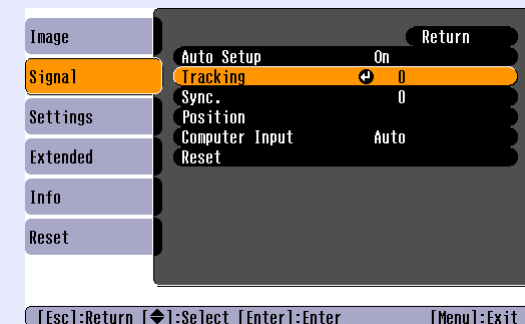 Image
Signal
Settings
Extended
Info
Reset
Return
Auto Setup On
Tracking 0
Sync. 0
Position
Computer Input Auto
Reset
[Esc]:Return [◆]:Select [Enter]:Enter [Menu]:Exit